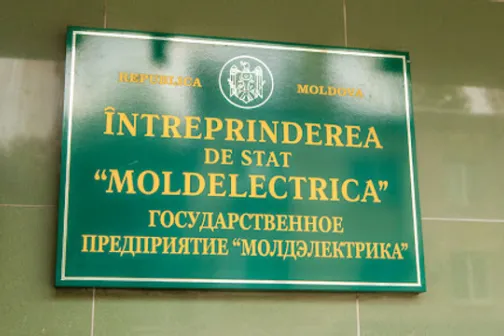 REPUBLICA MOLDOVA
ÎNTREPRINDEREA
DE STAT
“MOLDELECTRICA”
ГОСУДАРСТВЕННОЕ
ПРЕДПРИЯТИЕ “МОЛДЭЛЕКТРИКА”